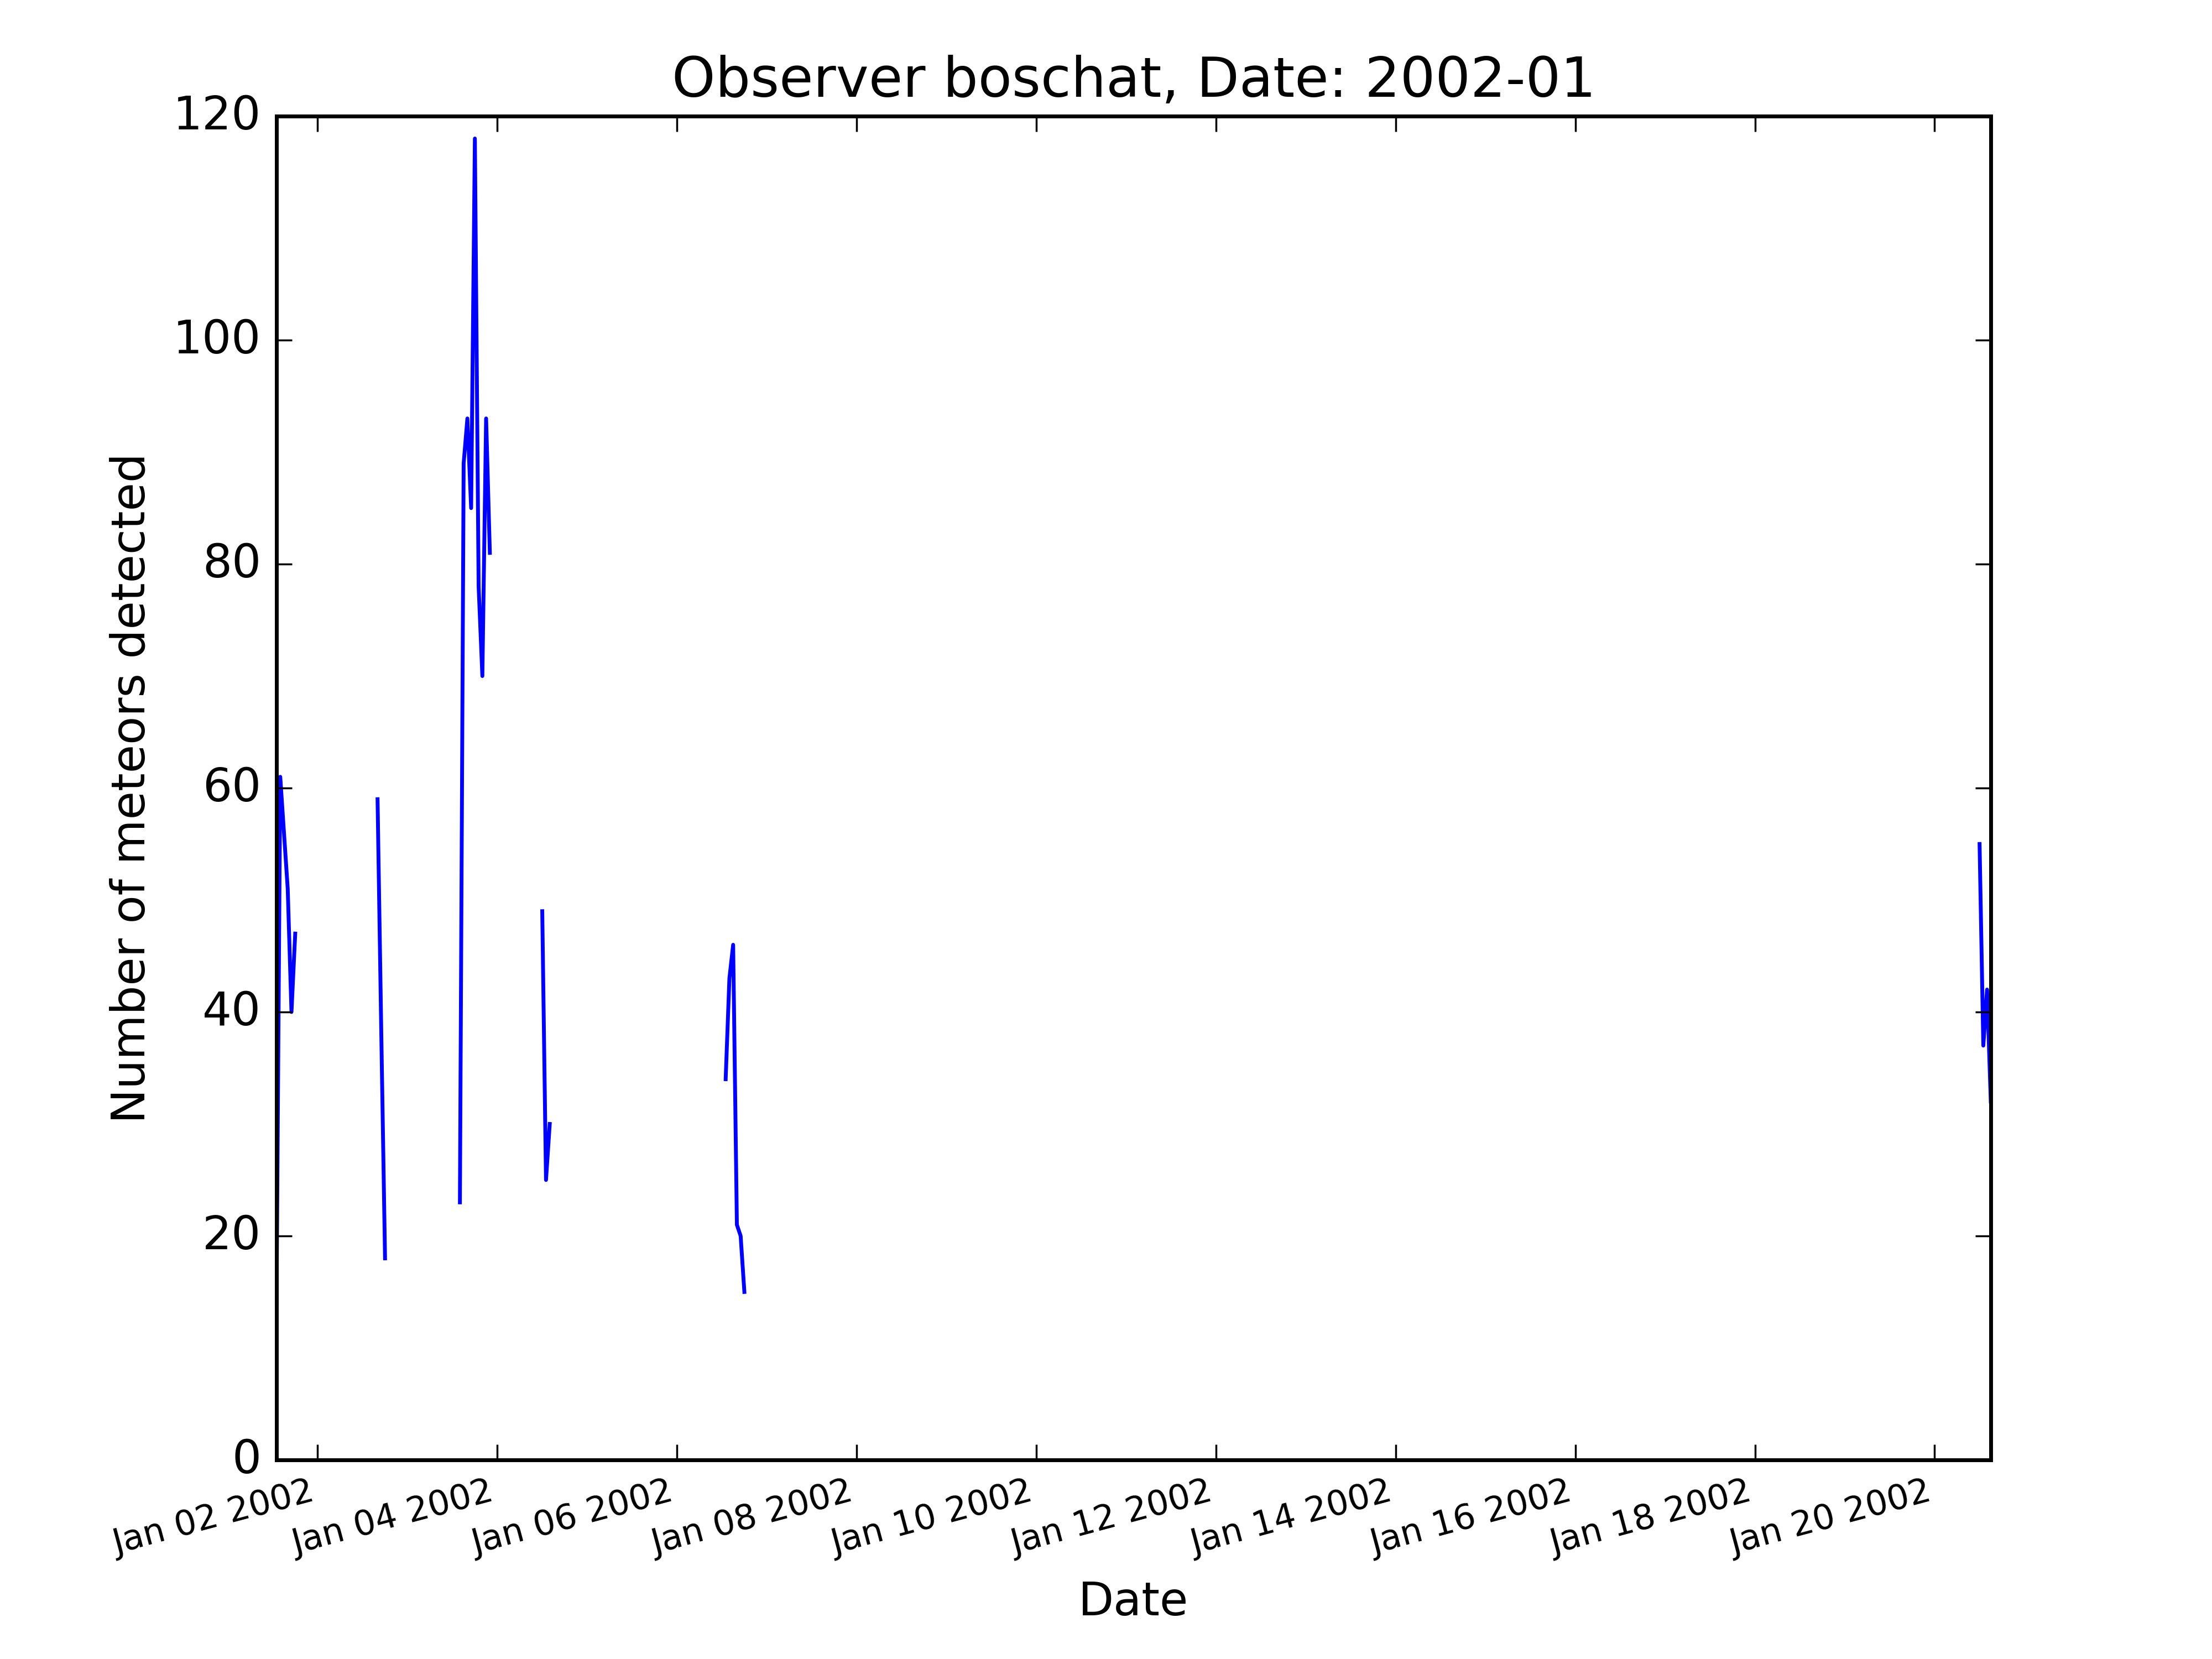 Observer boschat, Date: 2002-01
120
100
80
60
40
20
0
Number of meteors detected
Jan 02 2002
Jan 04 2002
Jan 06 2002
Jan 08 2002
Jan 10 2002
Jan 12 2002
Jan 14 2002
Jan 16 2002
Jan 18 2002
Jan 20 2002
Date